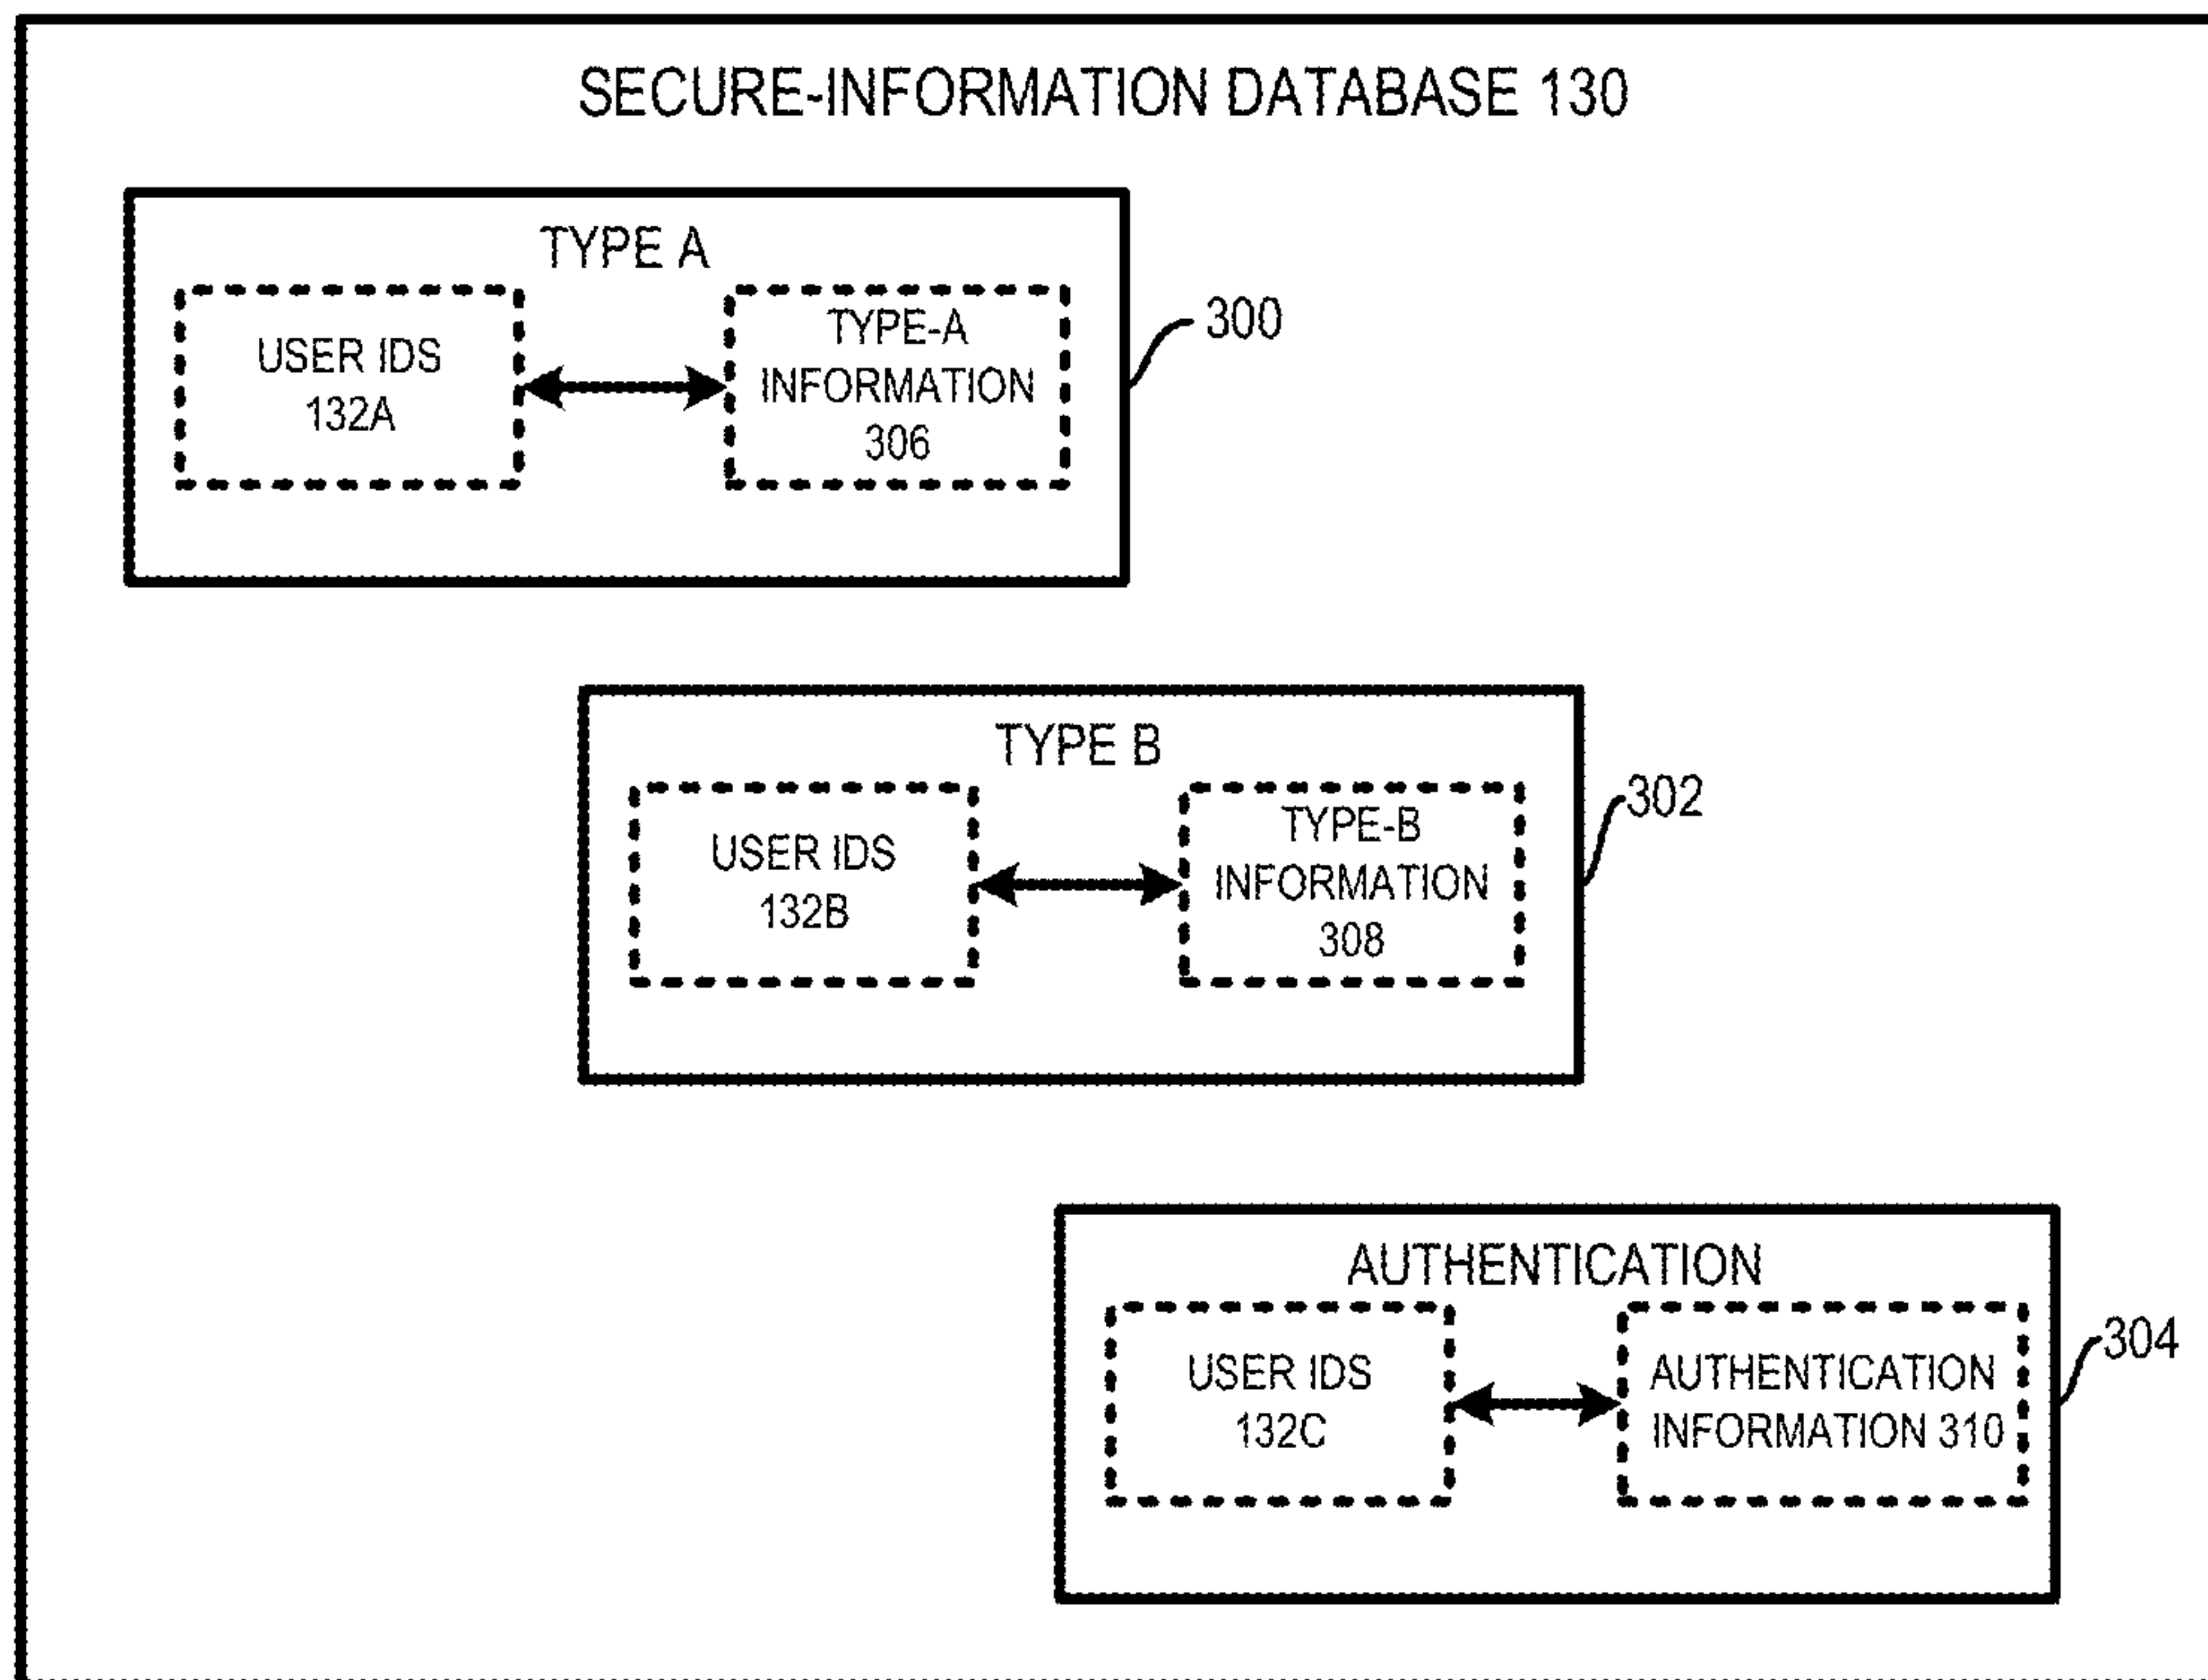 SECURE-INFORMATION DATABASE 130
TYPE A
USER IDS
132A
TYPE-A
INFORMATION
306
300
TYPE B
USER IDS
132B
TYPE-B
INFORMATION
308
302
AUTHENTICATION
USER IDS
132C
AUTHENTICATION
INFORMATION 310
304